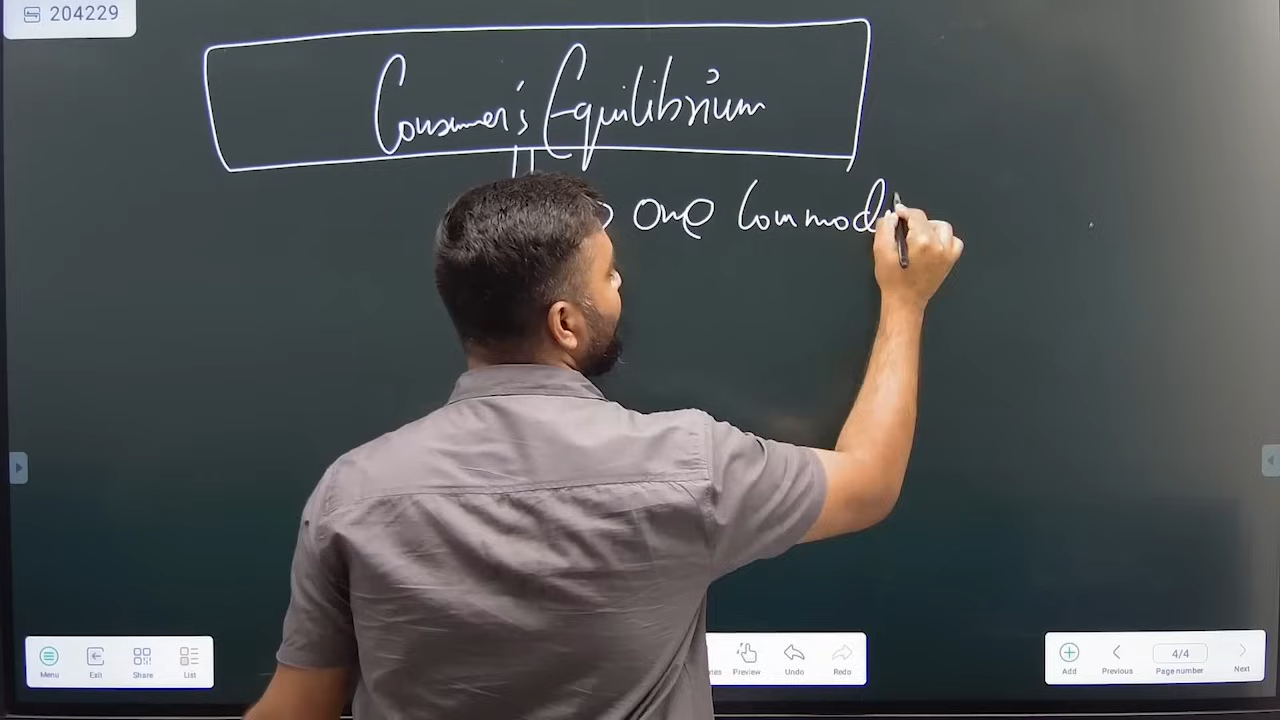 204229
Consumer's Equilibrium
one Commod
Menu Exit Share List Preview Undo Redo Add Previous 4/4 Page number Next